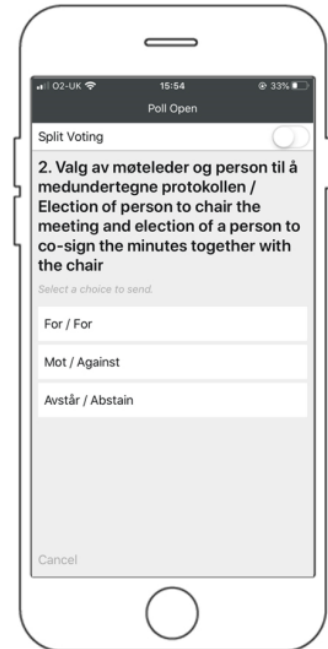 O2-UK 15:54 33%
Poll Open
Split Voting
2. Valg av møteleder og person til å
medundertegne protokollen /
Election of person to chair the
meeting and election of a person to
co-sign the minutes together with
the chair
Select a choice to send.
For / For
Mot / Against
Avstår / Abstain
Cancel